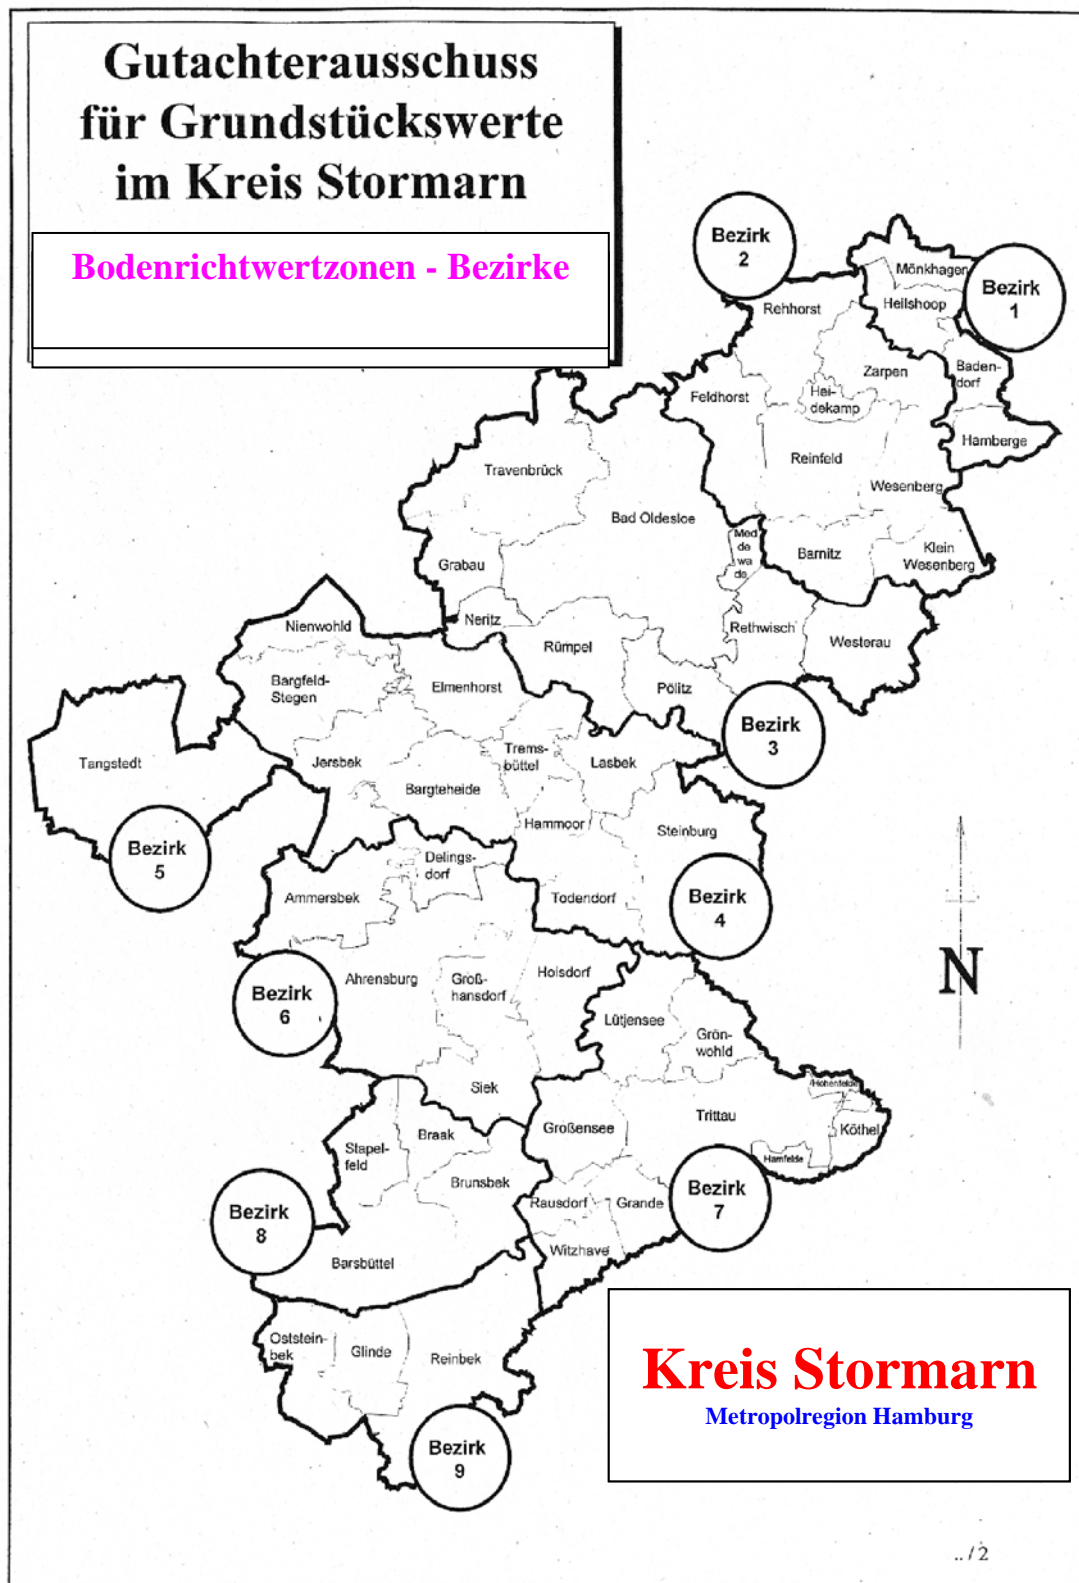 Gutachterausschuss
für Grundstückswerte
im Kreis Stormarn
Bodenrichtwertzonen - Bezirke
Bezirk
2
Mönkhagen
Bezirk
1
Rehhorst
Heilshoop
Zarpen
Baden-
dorf
Feldhorst
Hei-
dekamp
Hamberge
Travenbrück
Reinfeld
Wesenberg
Bad Oldesloe
Med
de
wa
de
Barnitz
Klein
Wesenberg
Grabau
Neritz
Nienwohld
Rethwisch
Westerau
Rümpel
Bargfeld-
Stegen
Elmenhorst
Pölitz
Bezirk
3
Tangstedt
Jersbek
Trems-
büttel
Lasbek
Bargteheide
Hammoor
Steinburg
Bezirk
5
Delings-
dorf
Ammersbek
Todendorf
Bezirk
4
Ahrensburg
Groß-
hansdorf
Hoisdorf
N
Bezirk
6
Lütjensee
Grön-
wohld
Siek
Hohenfelde
Trittau
Köthel
Großensee
Braak
Stapel-
feld
Hamfelde
Brunsbek
Rausdorf
Grande
Bezirk
7
Bezirk
8
Witzhave
Barsbüttel
Oststein-
bek
Glinde
Reinbek
Kreis Stormarn
Metropolregion Hamburg
Bezirk
9
.. / 2